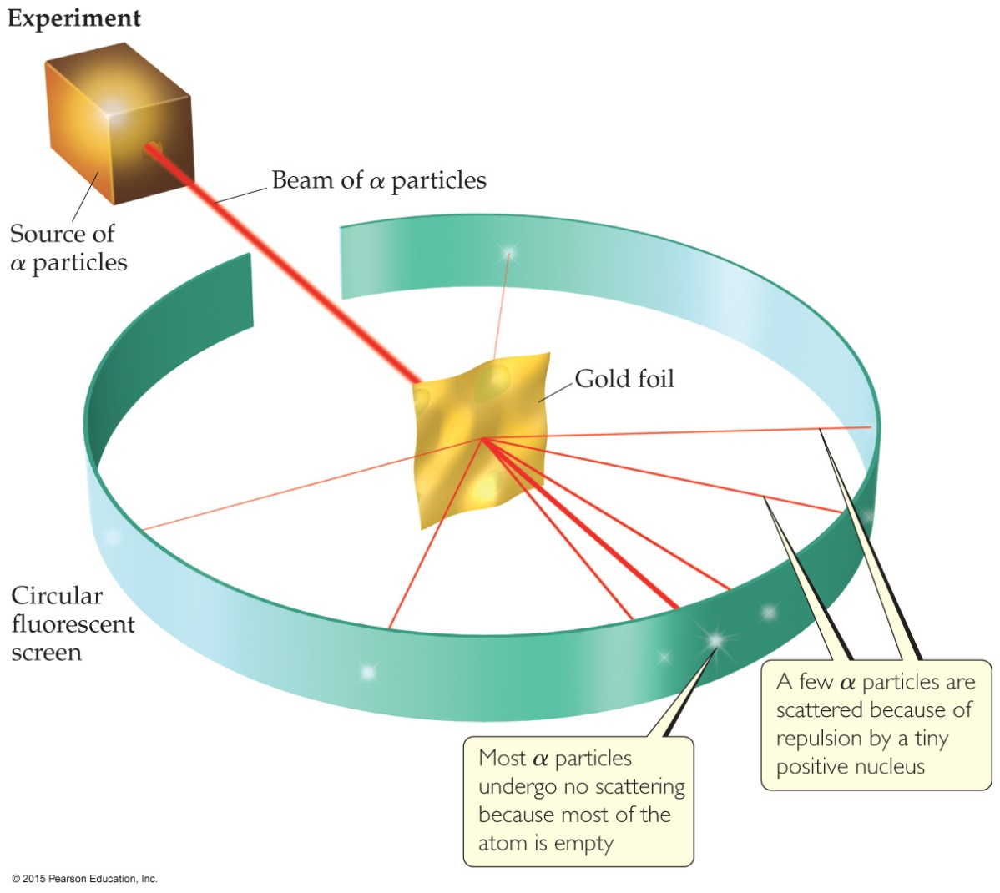 Experiment
Beam of α particles
Source of
α particles
Gold foil
Circular
fluorescent
screen
A few α particles are
scattered because of
repulsion by a tiny
positive nucleus
Most α particles
undergo no scattering
because most of the
atom is empty
© 2015 Pearson Education, Inc.